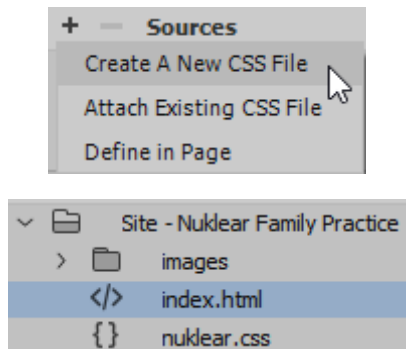 + — Sources
Create A New CSS File
Attach Existing CSS File
Define in Page
Site - Nuklear Family Practice
images
</> index.html
{ } nuklear.css